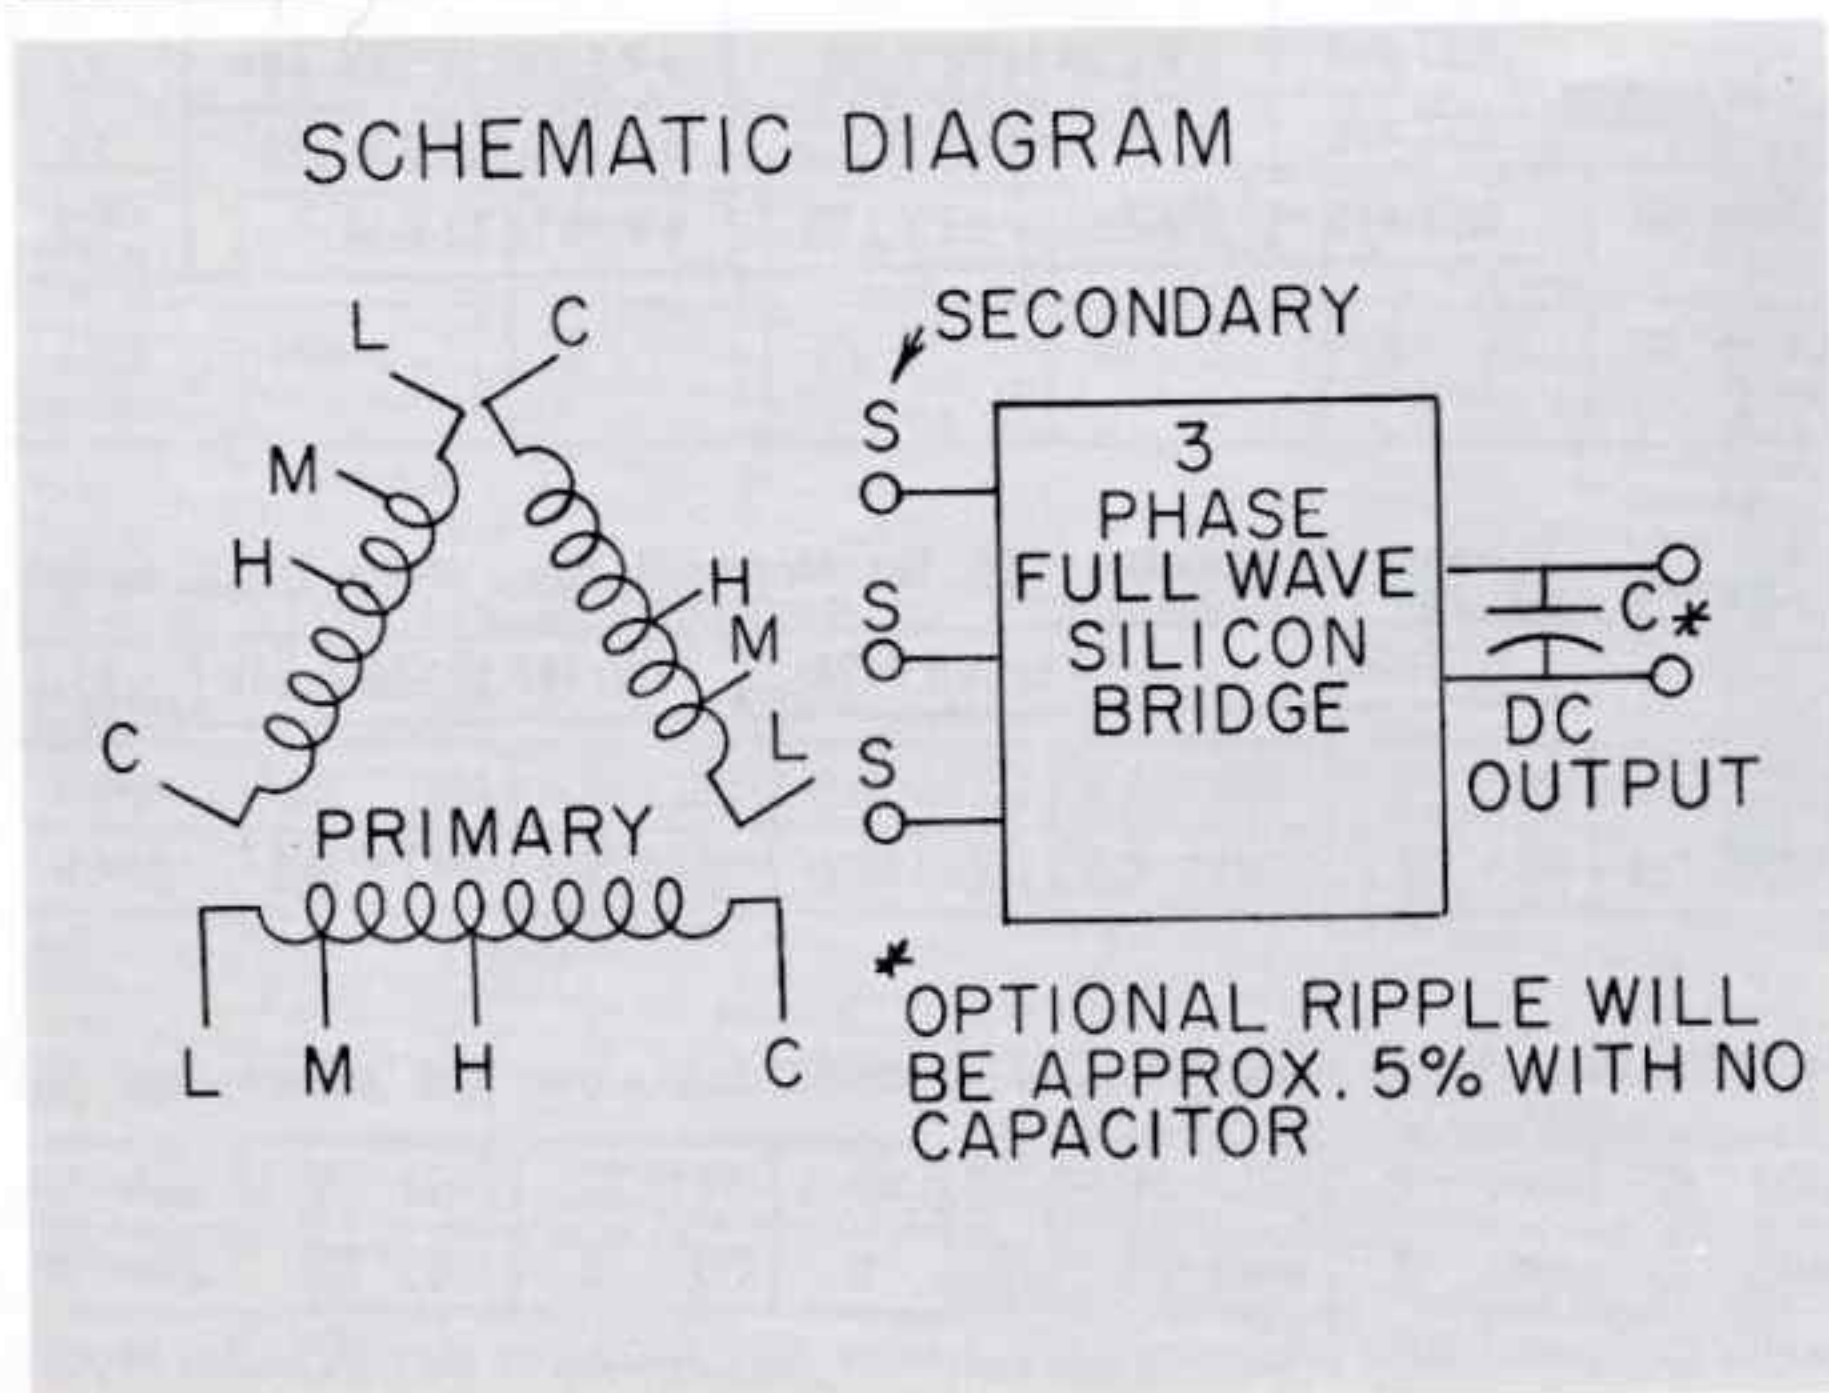 SCHEMATIC DIAGRAM
L C
M
H
C
H
M
L
PRIMARY
L M H C
SECONDARY
S
S
S
3
PHASE
FULL WAVE
SILICON
BRIDGE
C*
DC
OUTPUT
*
OPTIONAL RIPPLE WILL
BE APPROX. 5% WITH NO
CAPACITOR